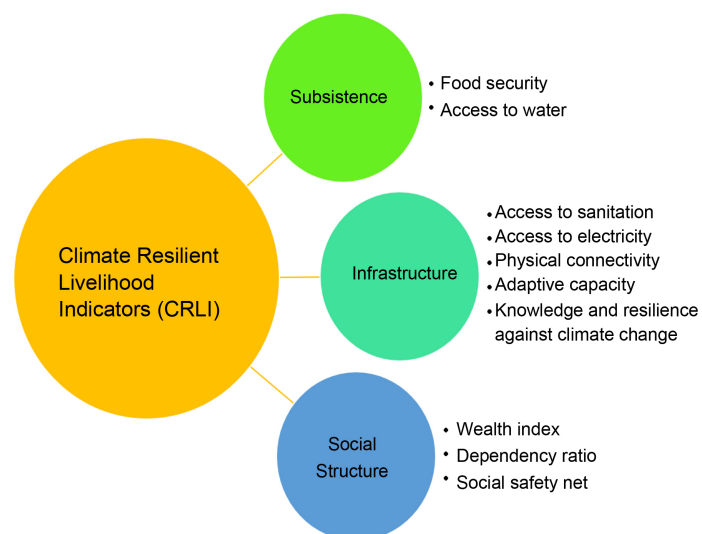 Subsistence
• Food security
• Access to water
Climate Resilient
Livelihood
Indicators (CRLI)
Infrastructure
• Access to sanitation
• Access to electricity
• Physical connectivity
• Adaptive capacity
• Knowledge and resilience
against climate change
Social
Structure
• Wealth index
• Dependency ratio
• Social safety net